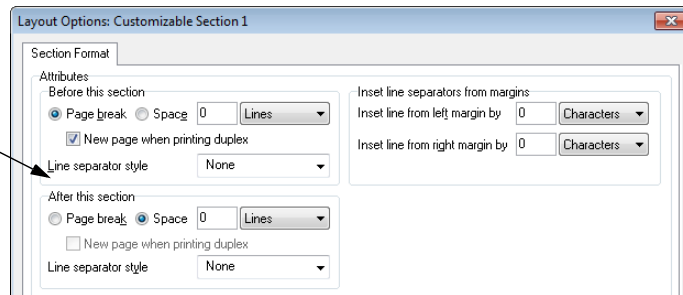 Layout Options: Customizable Section 1
Section Format
Attributes
Before this section
Page break Space 0 Lines
New page when printing duplex
Line separator style None
After this section
Page break Space 0 Lines
New page when printing duplex
Line separator style None
Inset line separators from margins
Inset line from left margin by 0 Characters
Inset line from right margin by 0 Characters